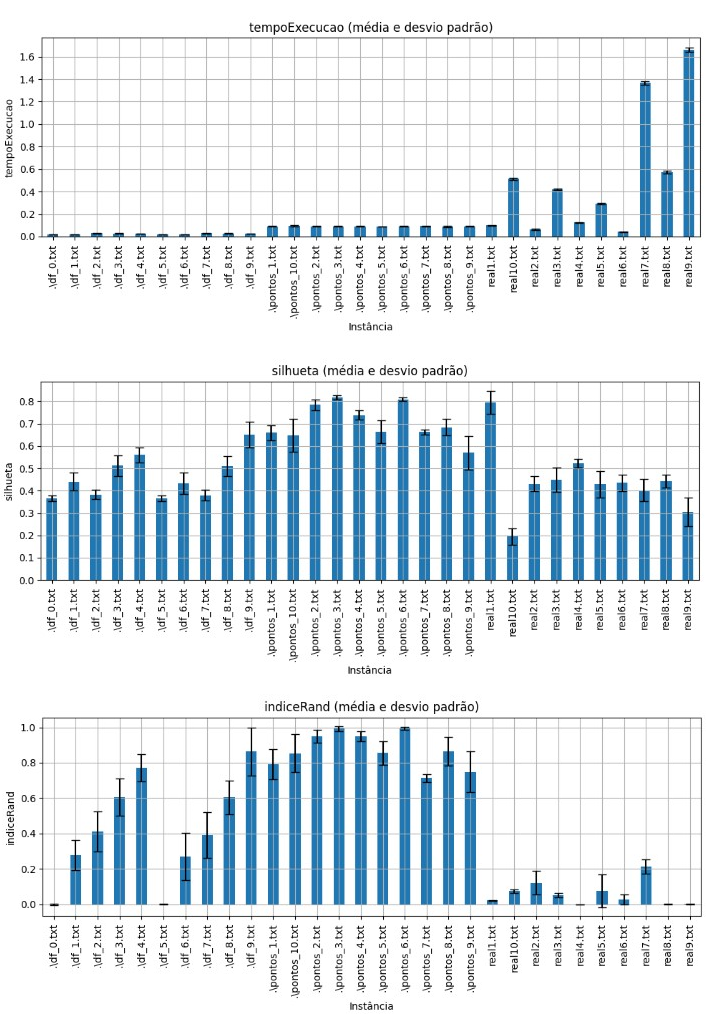 tempoExecucao (média e desvio padrão)
tempoExecucao
1.6
1.4
1.2
1.0
0.8
0.6
0.4
0.2
0.0
.\df_0.txt
.\df_1.txt
.\df_2.txt
.\df_3.txt
.\df_4.txt
.\df_5.txt
.\df_6.txt
.\df_7.txt
.\df_8.txt
.\df_9.txt
.\pontos_1.txt
.\pontos_10.txt
.\pontos_2.txt
.\pontos_3.txt
.\pontos_4.txt
.\pontos_5.txt
.\pontos_6.txt
.\pontos_7.txt
.\pontos_8.txt
.\pontos_9.txt
real1.txt
real10.txt
real2.txt
real3.txt
real4.txt
real5.txt
real6.txt
real7.txt
real8.txt
real9.txt
Instância
silhueta (média e desvio padrão)
silhueta
0.8
0.7
0.6
0.5
0.4
0.3
0.2
0.1
0.0
.\df_0.txt
.\df_1.txt
.\df_2.txt
.\df_3.txt
.\df_4.txt
.\df_5.txt
.\df_6.txt
.\df_7.txt
.\df_8.txt
.\df_9.txt
.\pontos_1.txt
.\pontos_10.txt
.\pontos_2.txt
.\pontos_3.txt
.\pontos_4.txt
.\pontos_5.txt
.\pontos_6.txt
.\pontos_7.txt
.\pontos_8.txt
.\pontos_9.txt
real1.txt
real10.txt
real2.txt
real3.txt
real4.txt
real5.txt
real6.txt
real7.txt
real8.txt
real9.txt
Instância
indiceRand (média e desvio padrão)
indiceRand
1.0
0.8
0.6
0.4
0.2
0.0
.\df_0.txt
.\df_1.txt
.\df_2.txt
.\df_3.txt
.\df_4.txt
.\df_5.txt
.\df_6.txt
.\df_7.txt
.\df_8.txt
.\df_9.txt
.\pontos_1.txt
.\pontos_10.txt
.\pontos_2.txt
.\pontos_3.txt
.\pontos_4.txt
.\pontos_5.txt
.\pontos_6.txt
.\pontos_7.txt
.\pontos_8.txt
.\pontos_9.txt
real1.txt
real10.txt
real2.txt
real3.txt
real4.txt
real5.txt
real6.txt
real7.txt
real8.txt
real9.txt
Instância